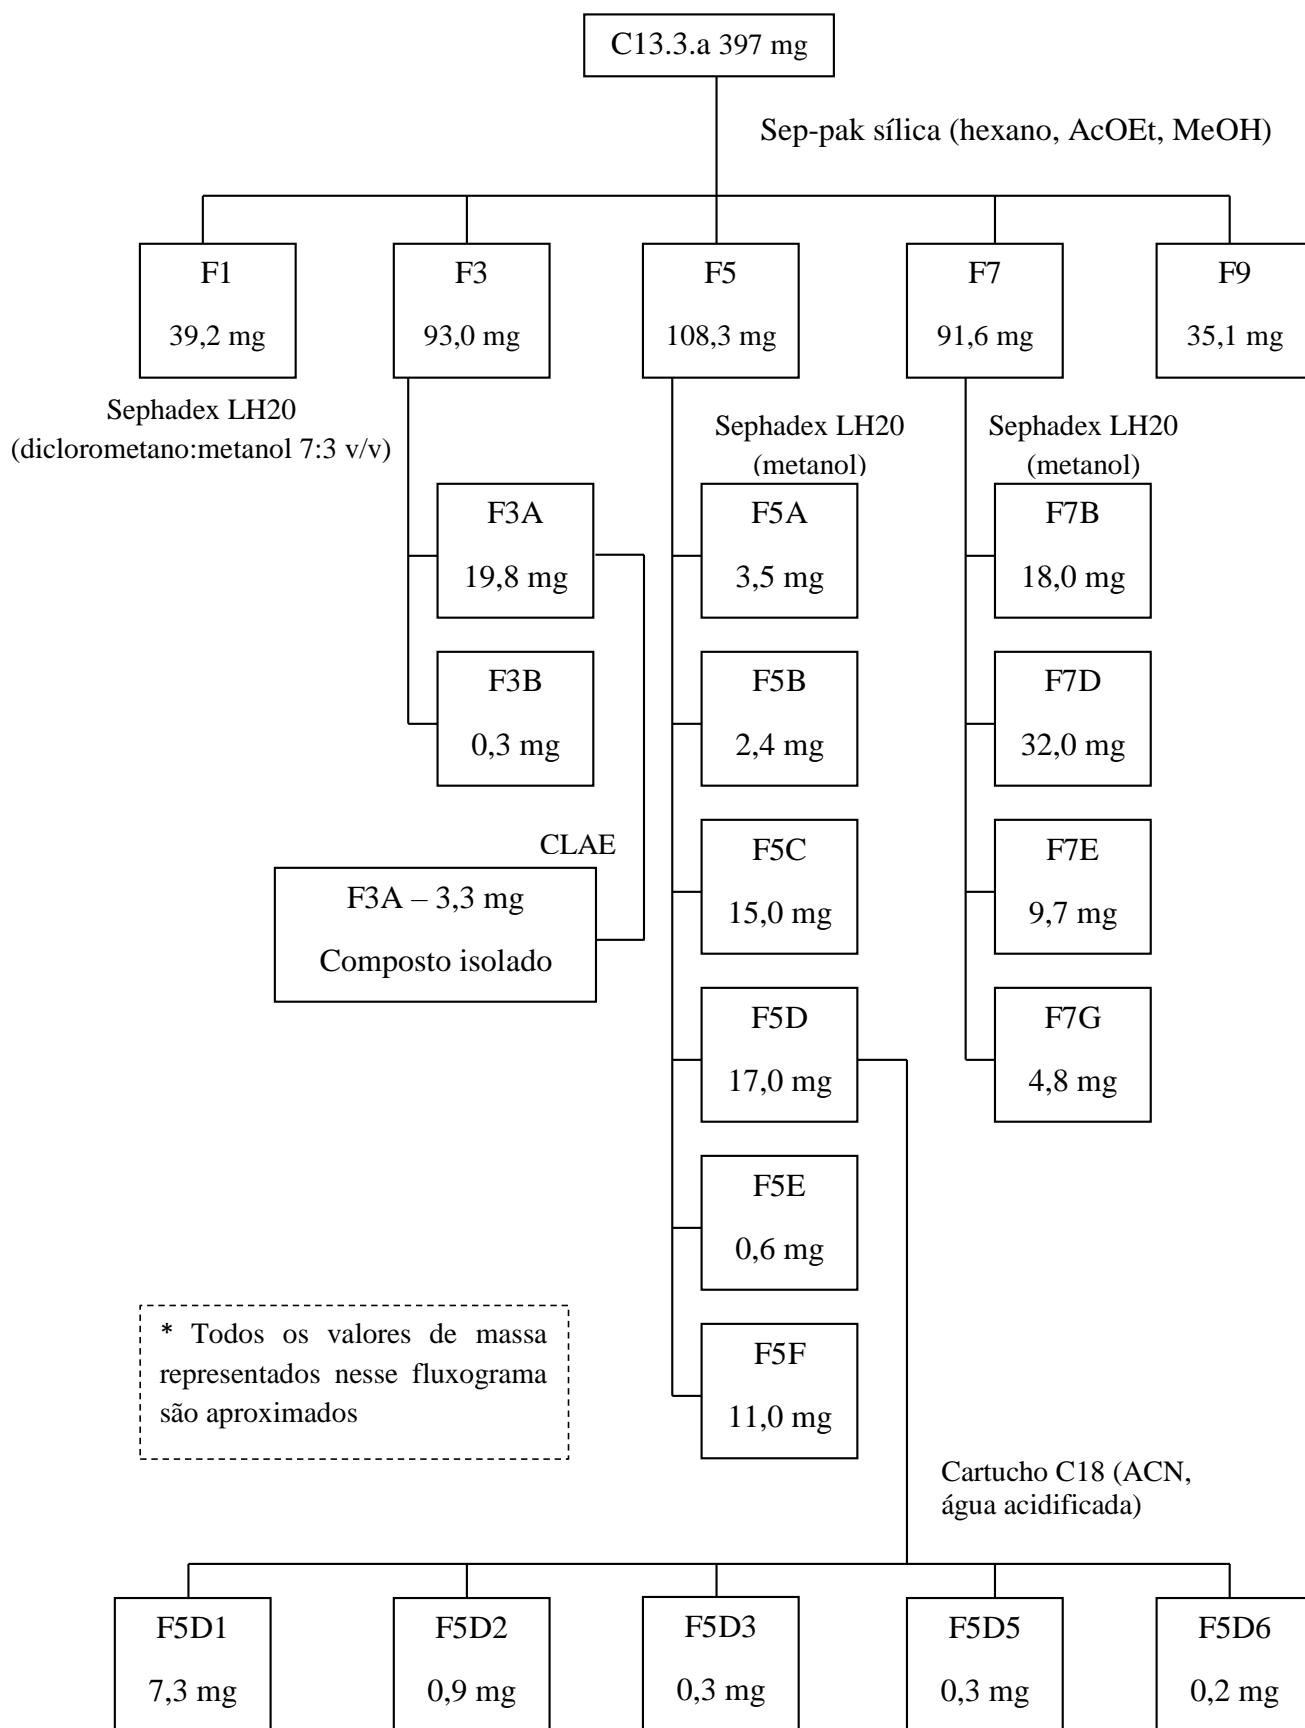 C13.3.a 397 mg
Sep-pak sílica (hexano, AcOEt, MeOH)
F1
39,2 mg
F3
93,0 mg
F5
108,3 mg
F7
91,6 mg
F9
35,1 mg
Sephadex LH20
(diclorometano:metanol 7:3 v/v)
Sephadex LH20
(metanol)
Sephadex LH20
(metanol)
F3A
19,8 mg
F3B
0,3 mg
CLAE
F3A – 3,3 mg
Composto isolado
F5A
3,5 mg
F5B
2,4 mg
F5C
15,0 mg
F5D
17,0 mg
F5E
0,6 mg
F5F
11,0 mg
F7B
18,0 mg
F7D
32,0 mg
F7E
9,7 mg
F7G
4,8 mg
* Todos os valores de massa
representados nesse fluxograma
são aproximados
Cartucho C18 (ACN,
água acidificada)
F5D1
7,3 mg
F5D2
0,9 mg
F5D3
0,3 mg
F5D5
0,3 mg
F5D6
0,2 mg